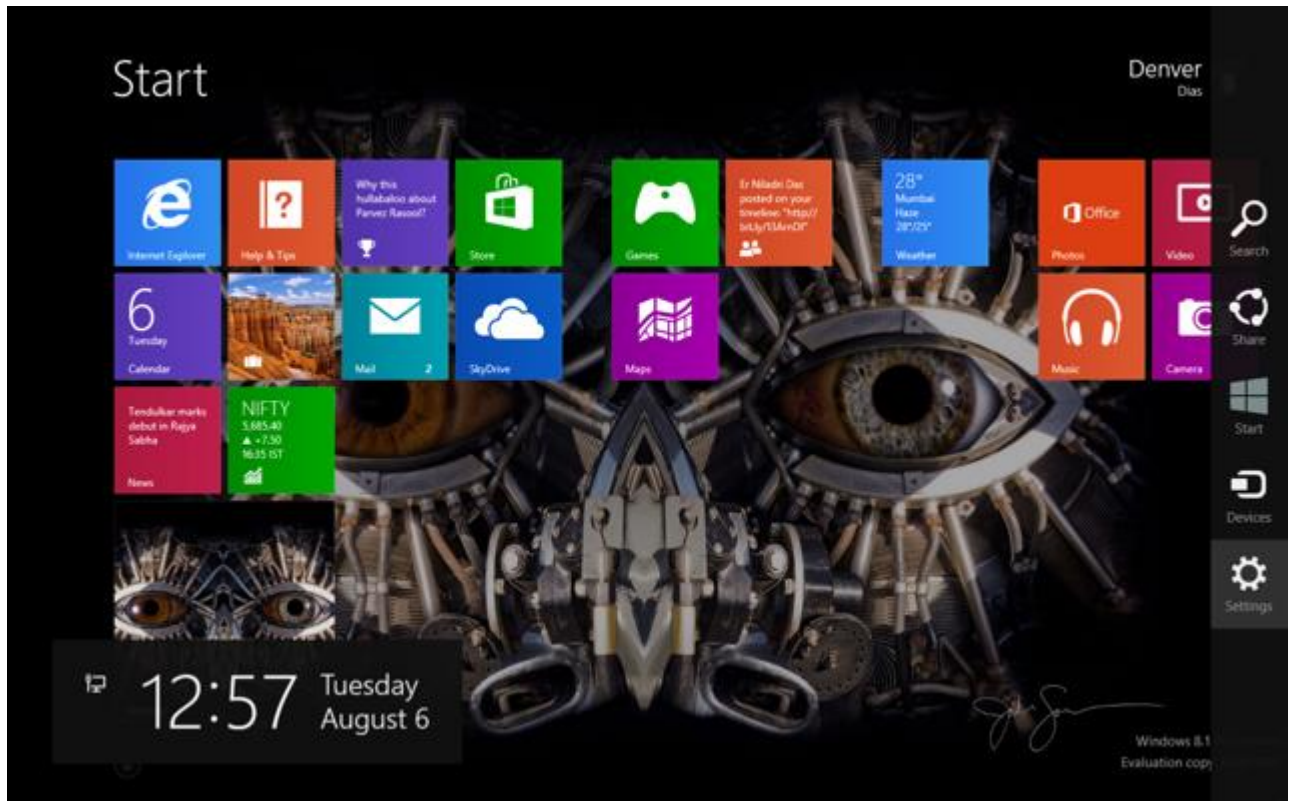 Start
Denver
Dias
Internet Explorer
Help & Tips
Why this
hullabaloo about
Parvez Rasool?
Store
Games
Er Niladri Das
posted on your
timeline: "http://
28°
Mumbai
Haze
28°/25°
Weather
Office
Photos
Video
Search
6
Tuesday
Calendar
Mail 2
SkyDrive
Maps
Music
Camera
Share
Tendulkar marks
debut in Rajya
Sabha
News
NIFTY
5,685.40
▲ +7.50
16:35 IST
Start
Devices
Settings
12:57
Tuesday
August 6
Windows 8.1
Evaluation copy